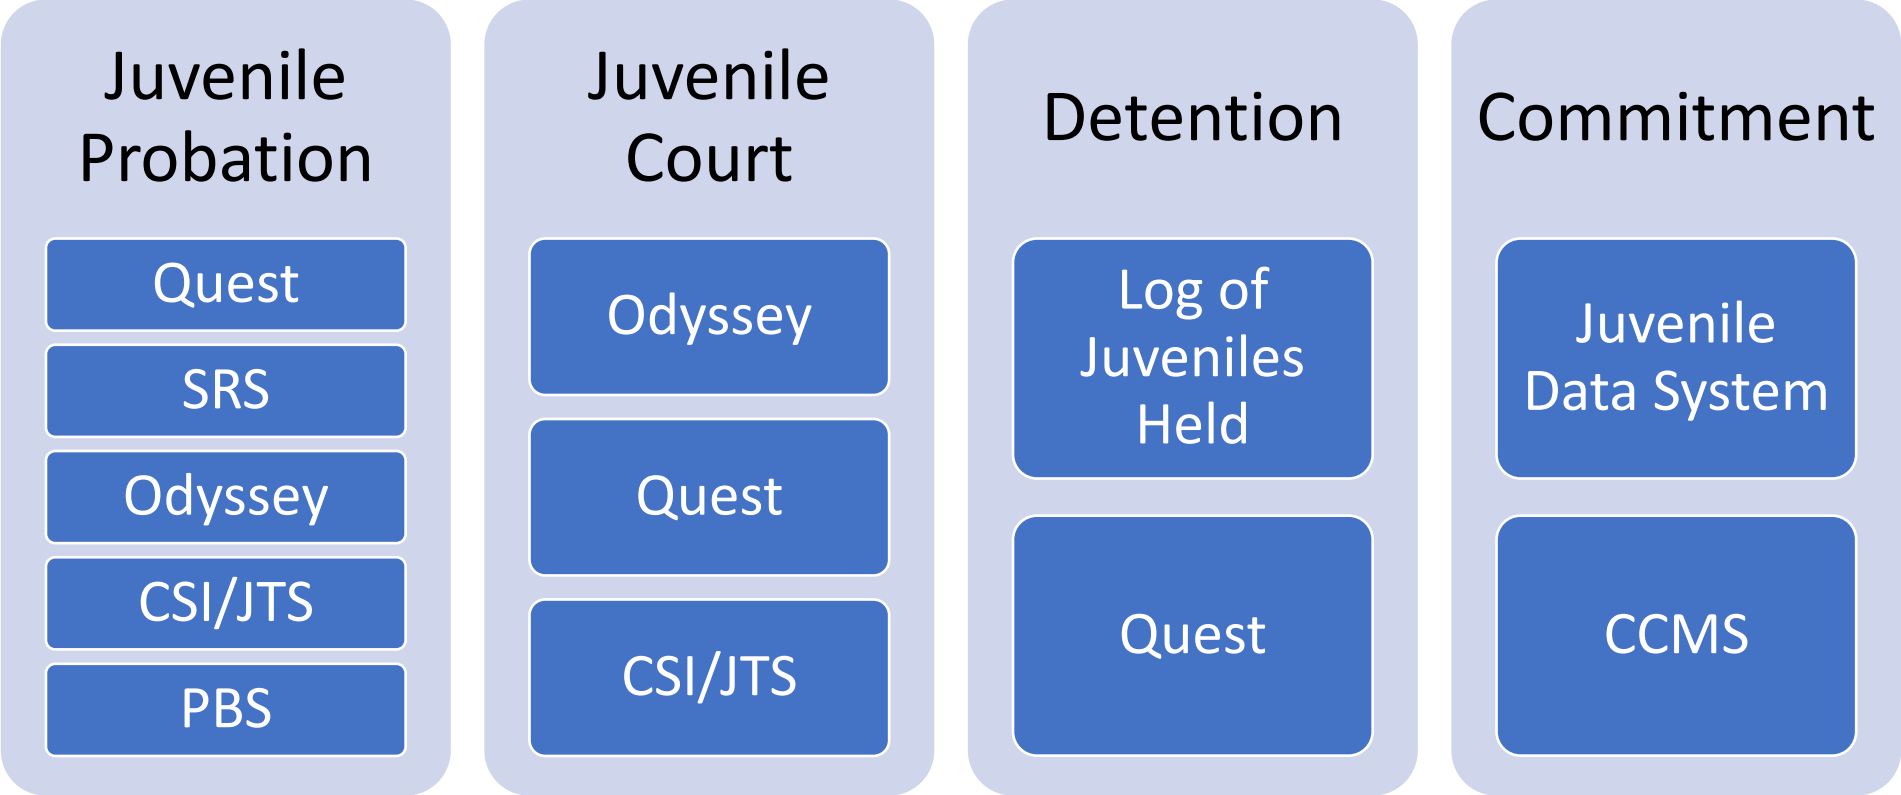 Juvenile
Probation
Quest
SRS
Odyssey
CSI/JTS
PBS
Juvenile
Court
Odyssey
Quest
CSI/JTS
Detention
Log of
Juveniles
Held
Quest
Commitment
Juvenile
Data System
CCMS